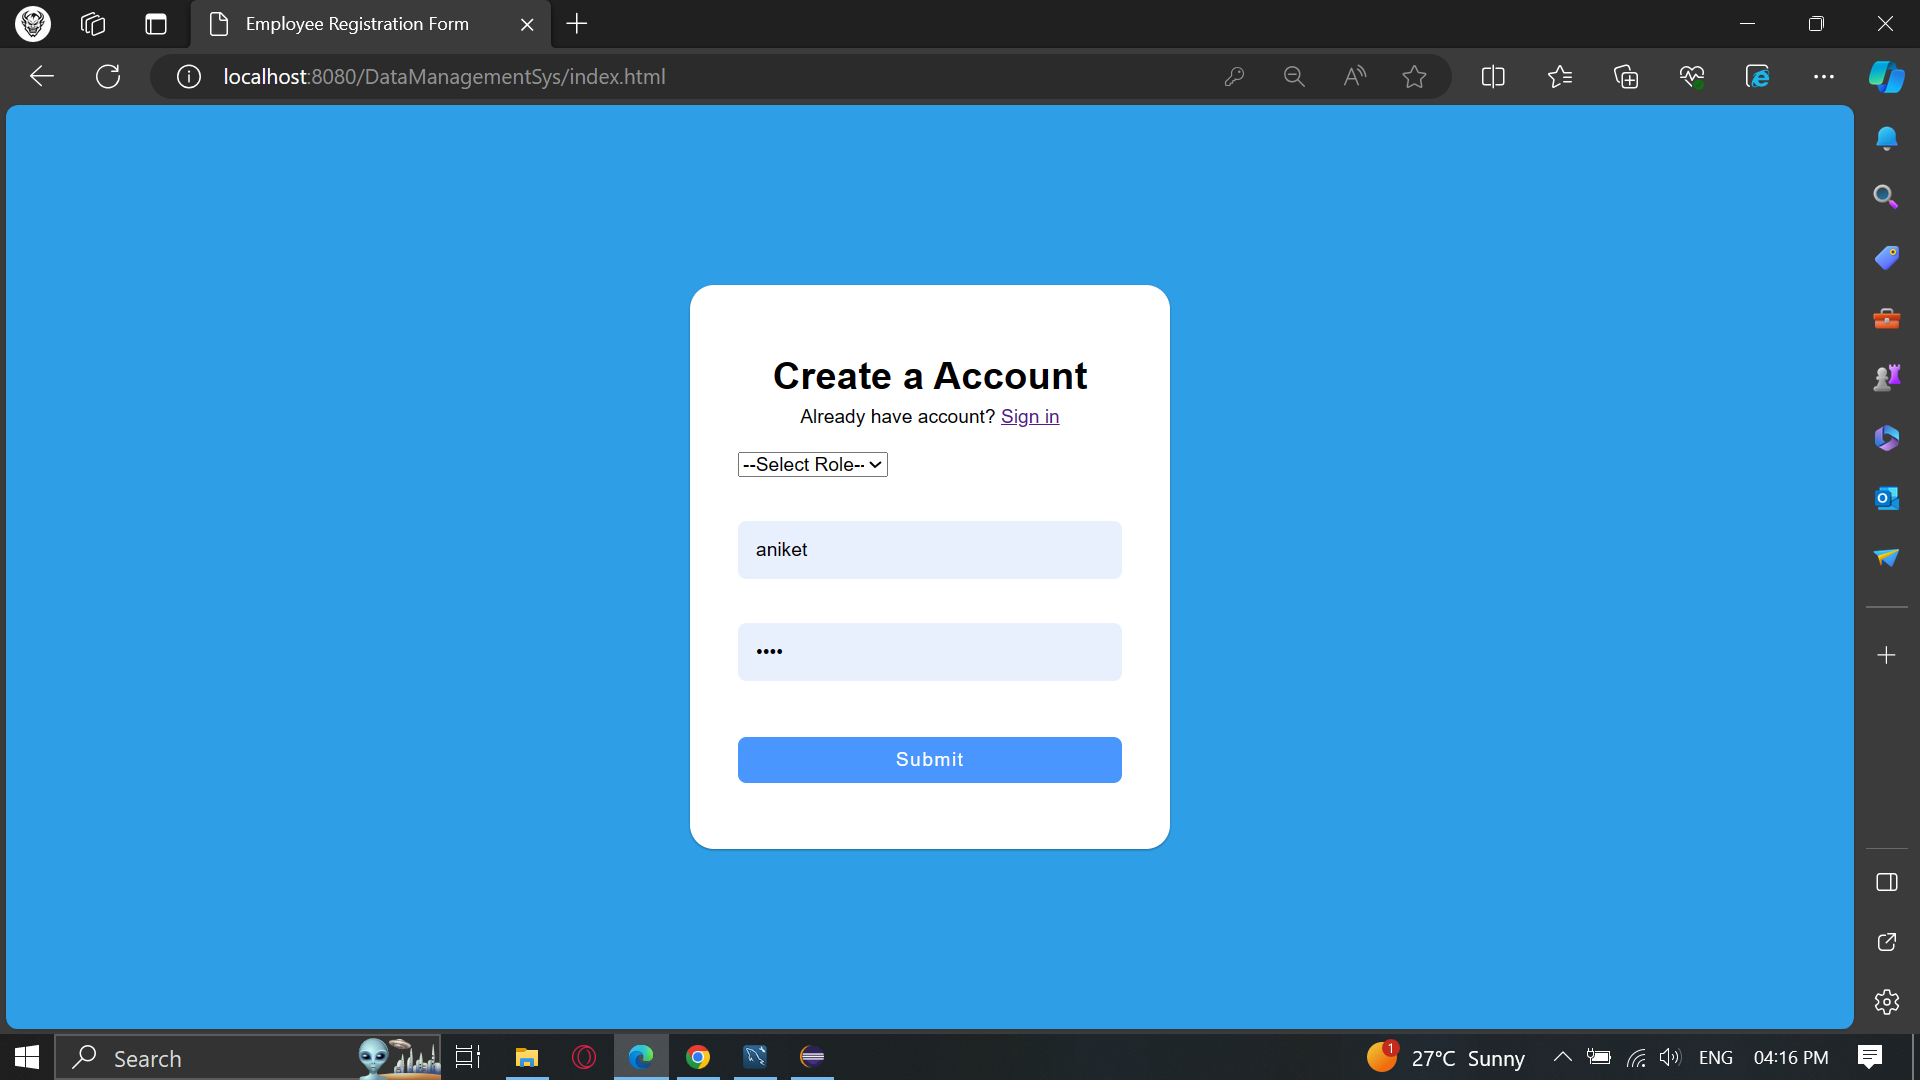 Employee Registration Form
localhost:8080/DataManagementSys/index.html
Create a Account
Already have account? Sign in
--Select Role--
aniket
••••
Submit
Search
1
27°C Sunny
ENG
04:16 PM